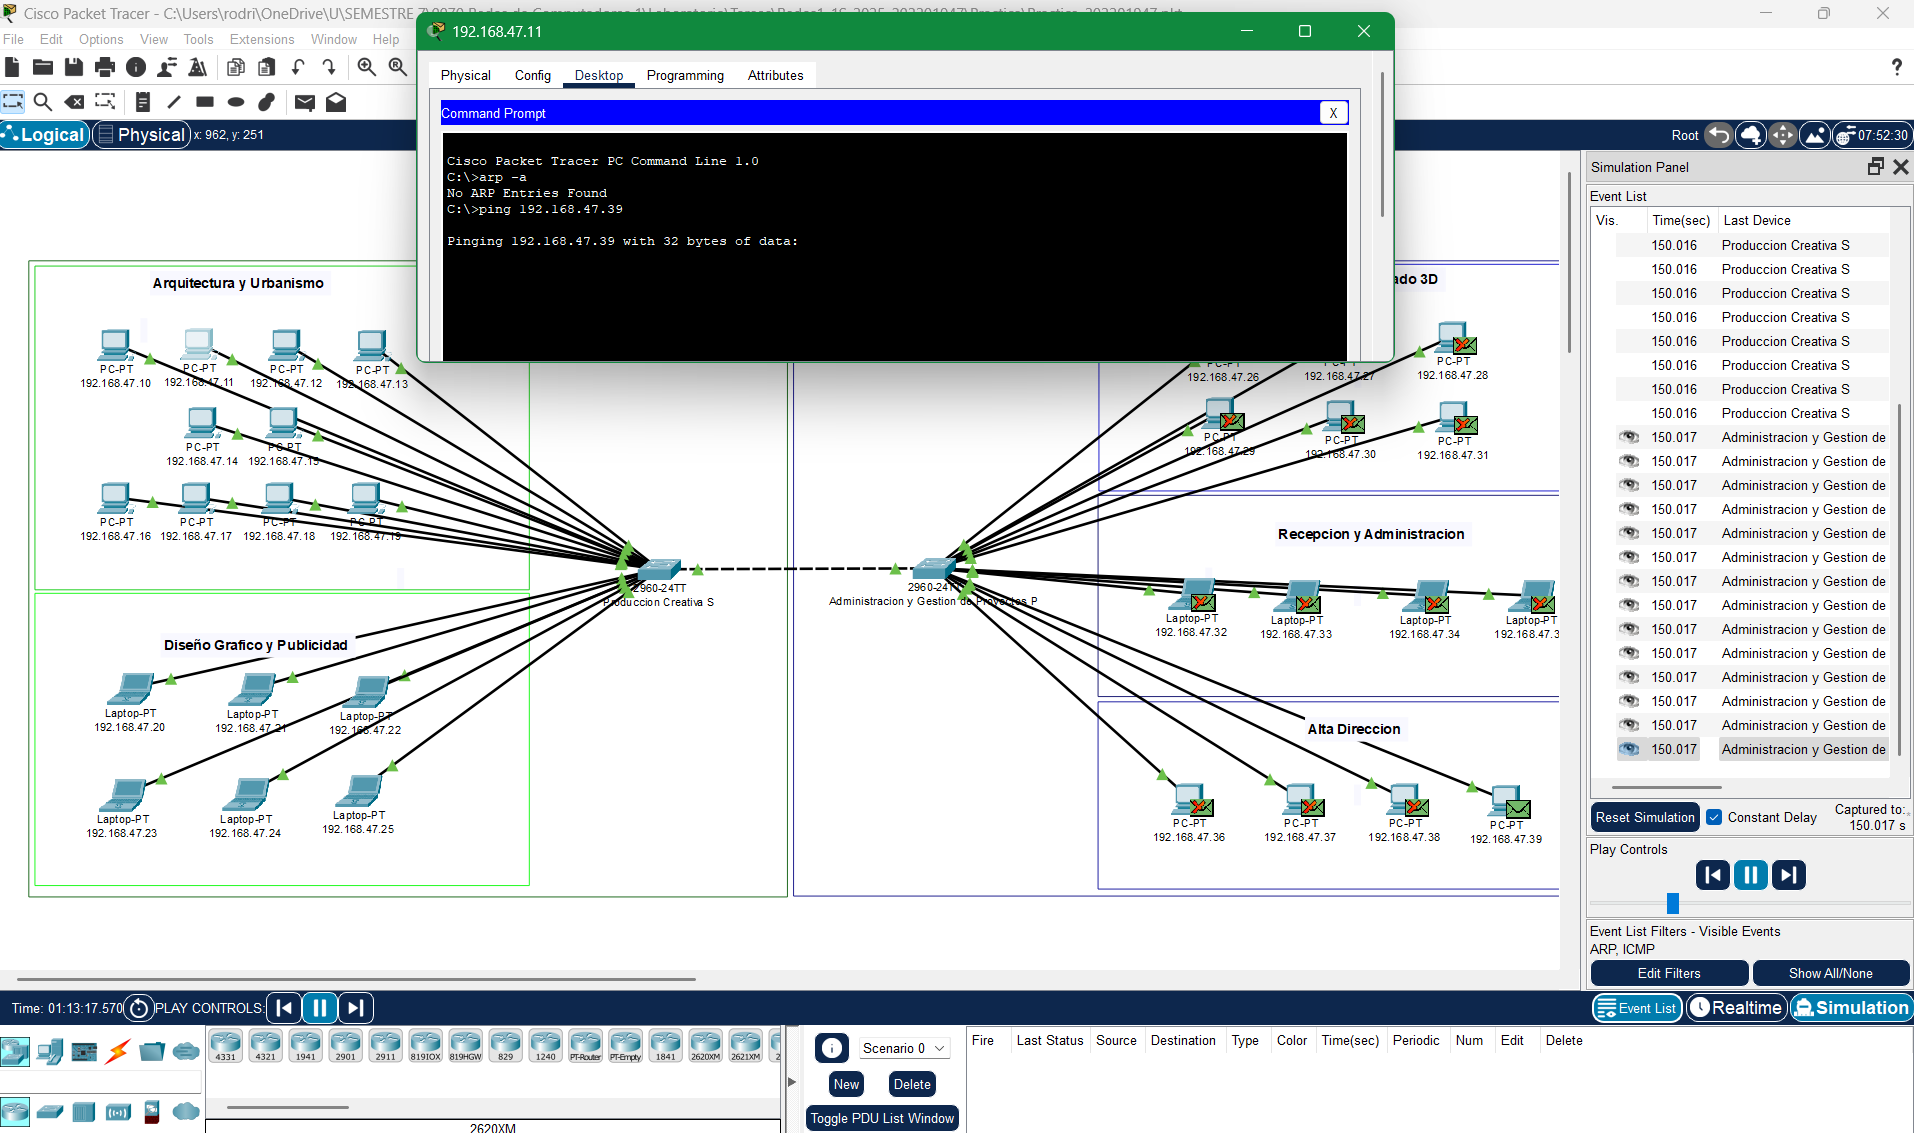 Cisco Packet Tracer - C:\Users\rodri\OneDrive\U\SEMESTRE
192.168.47.11
File Edit Options View Tools Extensions Window Help
Physical Config Desktop Programming Attributes
Command Prompt
X
Cisco Packet Tracer PC Command Line 1.0
C:\>arp -a
No ARP Entries Found
C:\>ping 192.168.47.39
Pinging 192.168.47.39 with 32 bytes of data:
Logical Physical x: 962, y: 251
Root 07:52:30
Arquitectura y Urbanismo
PC-PT
192.168.47.10
PC-PT
192.168.47.11
PC-PT
192.168.47.12
PC-PT
192.168.47.13
PC-PT
192.168.47.14
PC-PT
192.168.47.15
PC-PT
192.168.47.16
PC-PT
192.168.47.17
PC-PT
192.168.47.18
PC-PT
192.168.47.19
Diseño Grafico y Publicidad
Laptop-PT
192.168.47.20
Laptop-PT
192.168.47.21
Laptop-PT
192.168.47.22
Laptop-PT
192.168.47.23
Laptop-PT
192.168.47.24
Laptop-PT
192.168.47.25
2960-24TT
Produccion Creativa S
2960-24TT
Administracion y Gestion de Proyectos P
ado 3D
PC-PT
192.168.47.26
PC-PT
192.168.47.27
PC-PT
192.168.47.28
PC-PT
192.168.47.29
PC-PT
192.168.47.30
PC-PT
192.168.47.31
Recepcion y Administracion
Laptop-PT
192.168.47.32
Laptop-PT
192.168.47.33
Laptop-PT
192.168.47.34
Laptop-PT
192.168.47.3
Alta Direccion
PC-PT
192.168.47.36
PC-PT
192.168.47.37
PC-PT
192.168.47.38
PC-PT
192.168.47.39
Simulation Panel
Event List
Vis. Time(sec) Last Device
150.016 Produccion Creativa S
150.016 Produccion Creativa S
150.016 Produccion Creativa S
150.016 Produccion Creativa S
150.016 Produccion Creativa S
150.016 Produccion Creativa S
150.016 Produccion Creativa S
150.016 Produccion Creativa S
150.017 Administracion y Gestion de
150.017 Administracion y Gestion de
150.017 Administracion y Gestion de
150.017 Administracion y Gestion de
150.017 Administracion y Gestion de
150.017 Administracion y Gestion de
150.017 Administracion y Gestion de
150.017 Administracion y Gestion de
150.017 Administracion y Gestion de
150.017 Administracion y Gestion de
150.017 Administracion y Gestion de
150.017 Administracion y Gestion de
150.017 Administracion y Gestion de
150.017 Administracion y Gestion de
Reset Simulation Constant Delay Captured to:
150.017 s
Play Controls
Event List Filters - Visible Events
ARP, ICMP
Edit Filters Show All/None
Time: 01:13:17.570 PLAY CONTROLS:
Event List Realtime Simulation
4331 4321 1941 2901 2911 819IOX 819HGW 829 1240 PT-Router PT-Empty 1841 2620XM 2621XM 2
2620XM
Scenario 0
New Delete
Toggle PDU List Window
Fire Last Status Source Destination Type Color Time(sec) Periodic Num Edit Delete